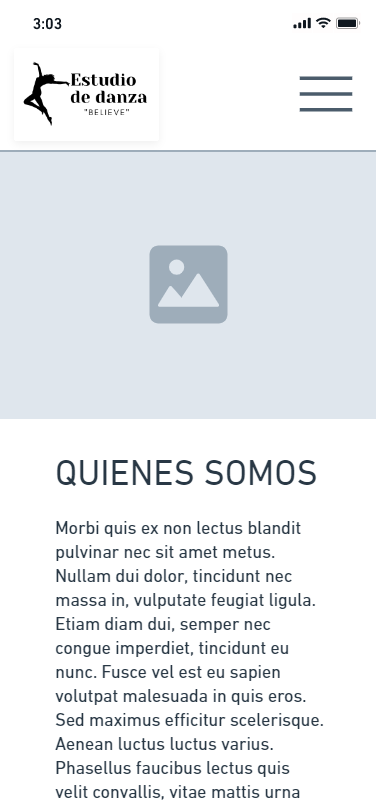 3:03
Estudio
de danza
"BELIEVE"
QUIENES SOMOS
Morbi quis ex non lectus blandit
pulvinar nec sit amet metus.
Nullam dui dolor, tincidunt nec
massa in, vulputate feugiat ligula.
Etiam diam dui, semper nec
congue imperdiet, tincidunt eu
nunc. Fusce vel est eu sapien
volutpat malesuada in quis eros.
Sed maximus efficitur scelerisque.
Aenean luctus luctus varius.
Phasellus faucibus lectus quis
velit convallis, vitae mattis urna